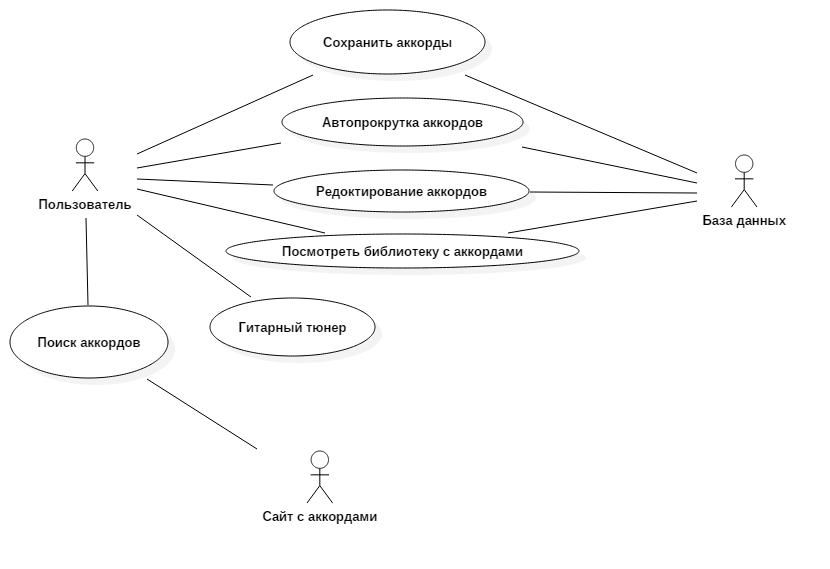 Сохранить аккорды
Автопрокрутка аккордов
Пользователь
Редоктирование аккордов
База данных
Посмотреть библиотеку с аккордами
Гитарный тюнер
Поиск аккордов
Сайт с аккордами